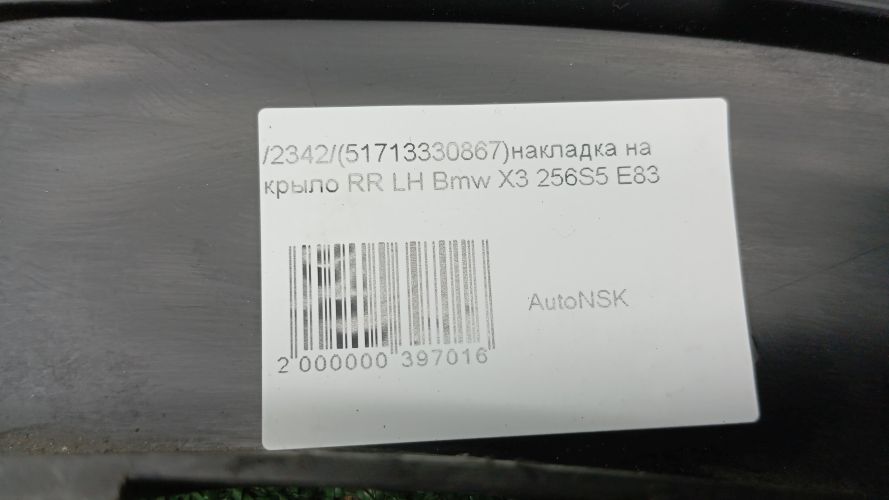 /2342/(51713330867)накладка на
крыло RR LH Bmw X3 256S5 E83
AutoNSK
2 000000 397016